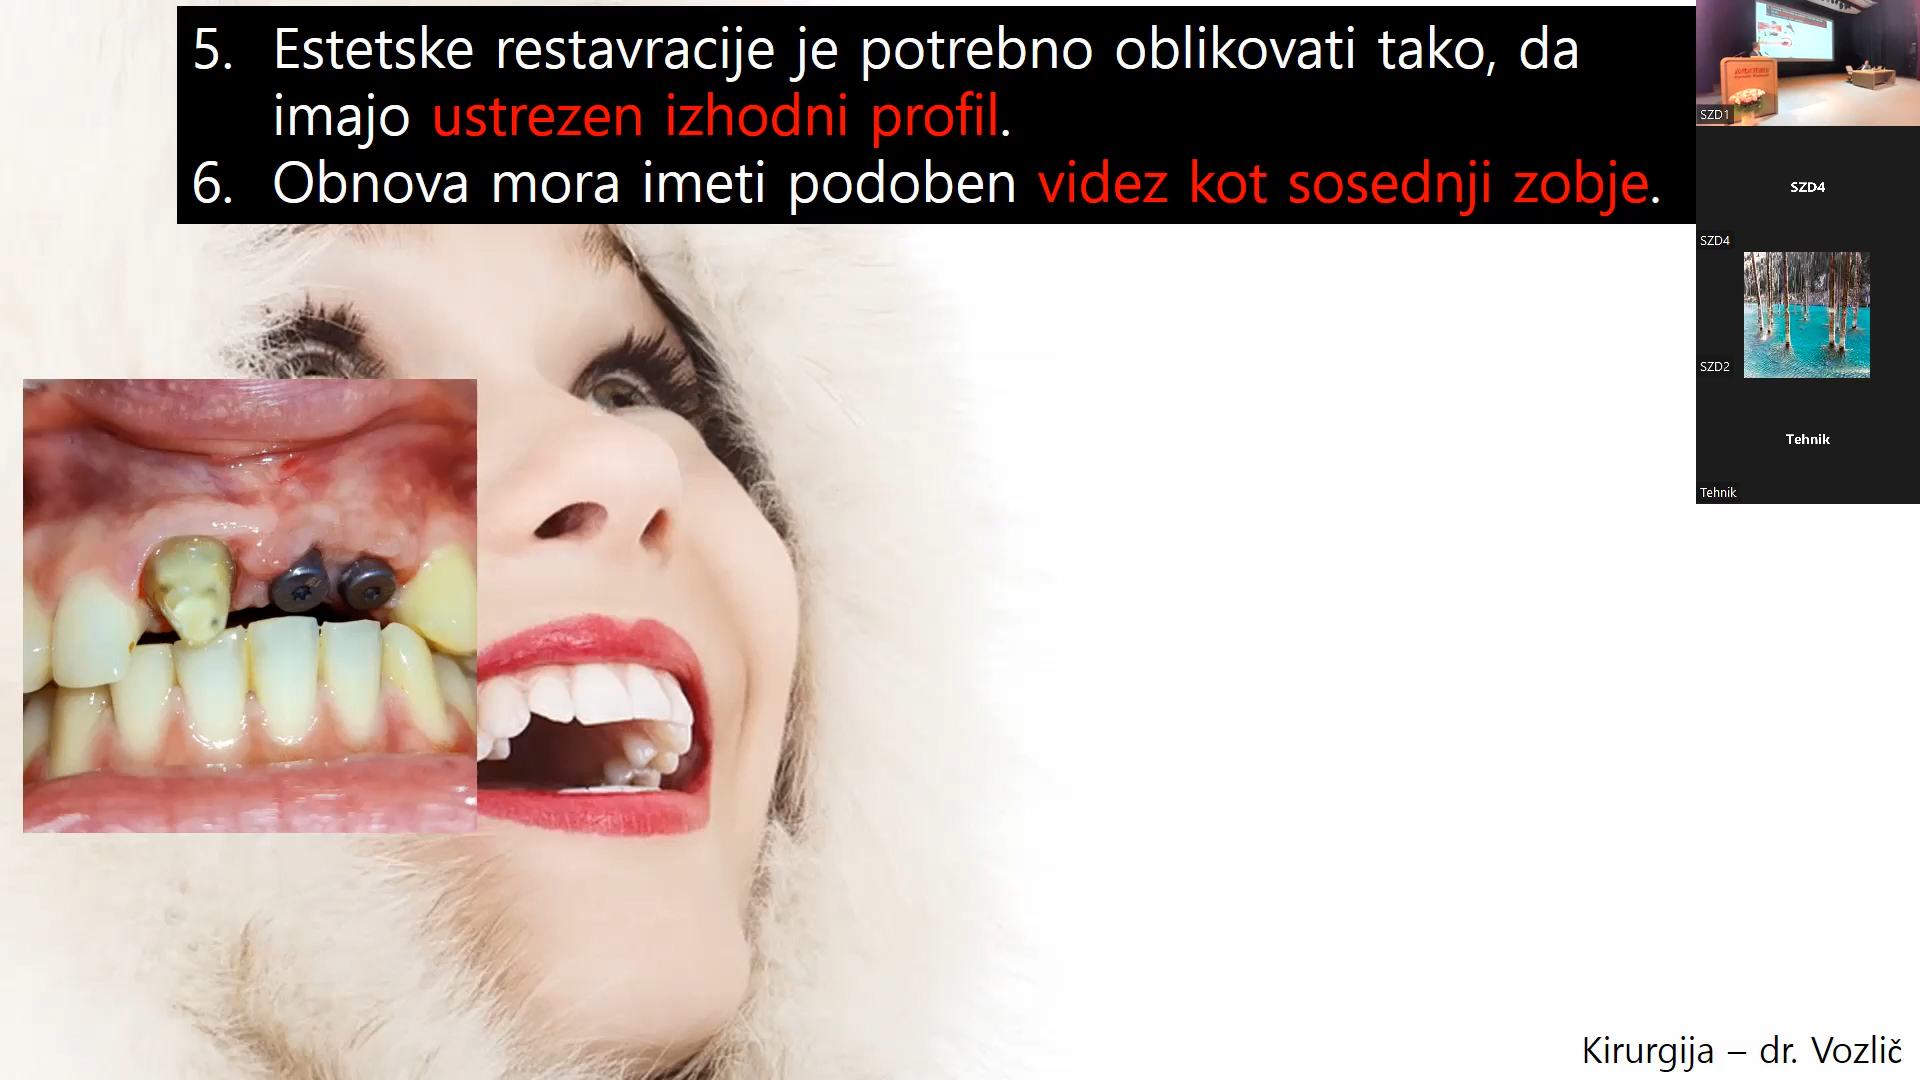 5. Estetske restavracije je potrebno oblikovati tako, da
imajo ustrezen izhodni profil.
6. Obnova mora imeti podoben videz kot sosednji zobje.
SZD1
SZD4
SZD4
SZD2
Tehnik
Tehnik
Kirurgija – dr. Vozlič